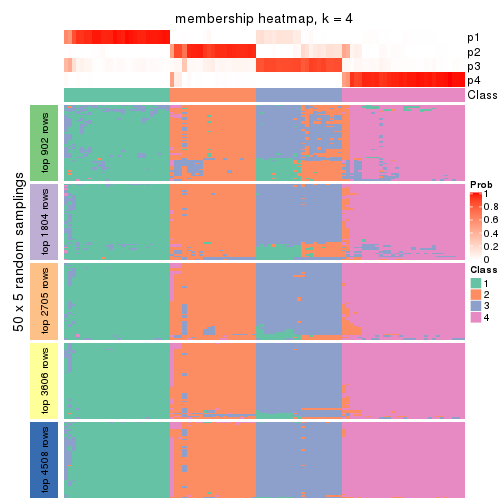 membership heatmap, k = 4
p1
p2
p3
p4
Class
50 x 5 random samplings
top 902 rows
top 1804 rows
top 2705 rows
top 3606 rows
top 4508 rows
Prob
1
0.8
0.6
0.4
0.2
0
Class
1
2
3
4